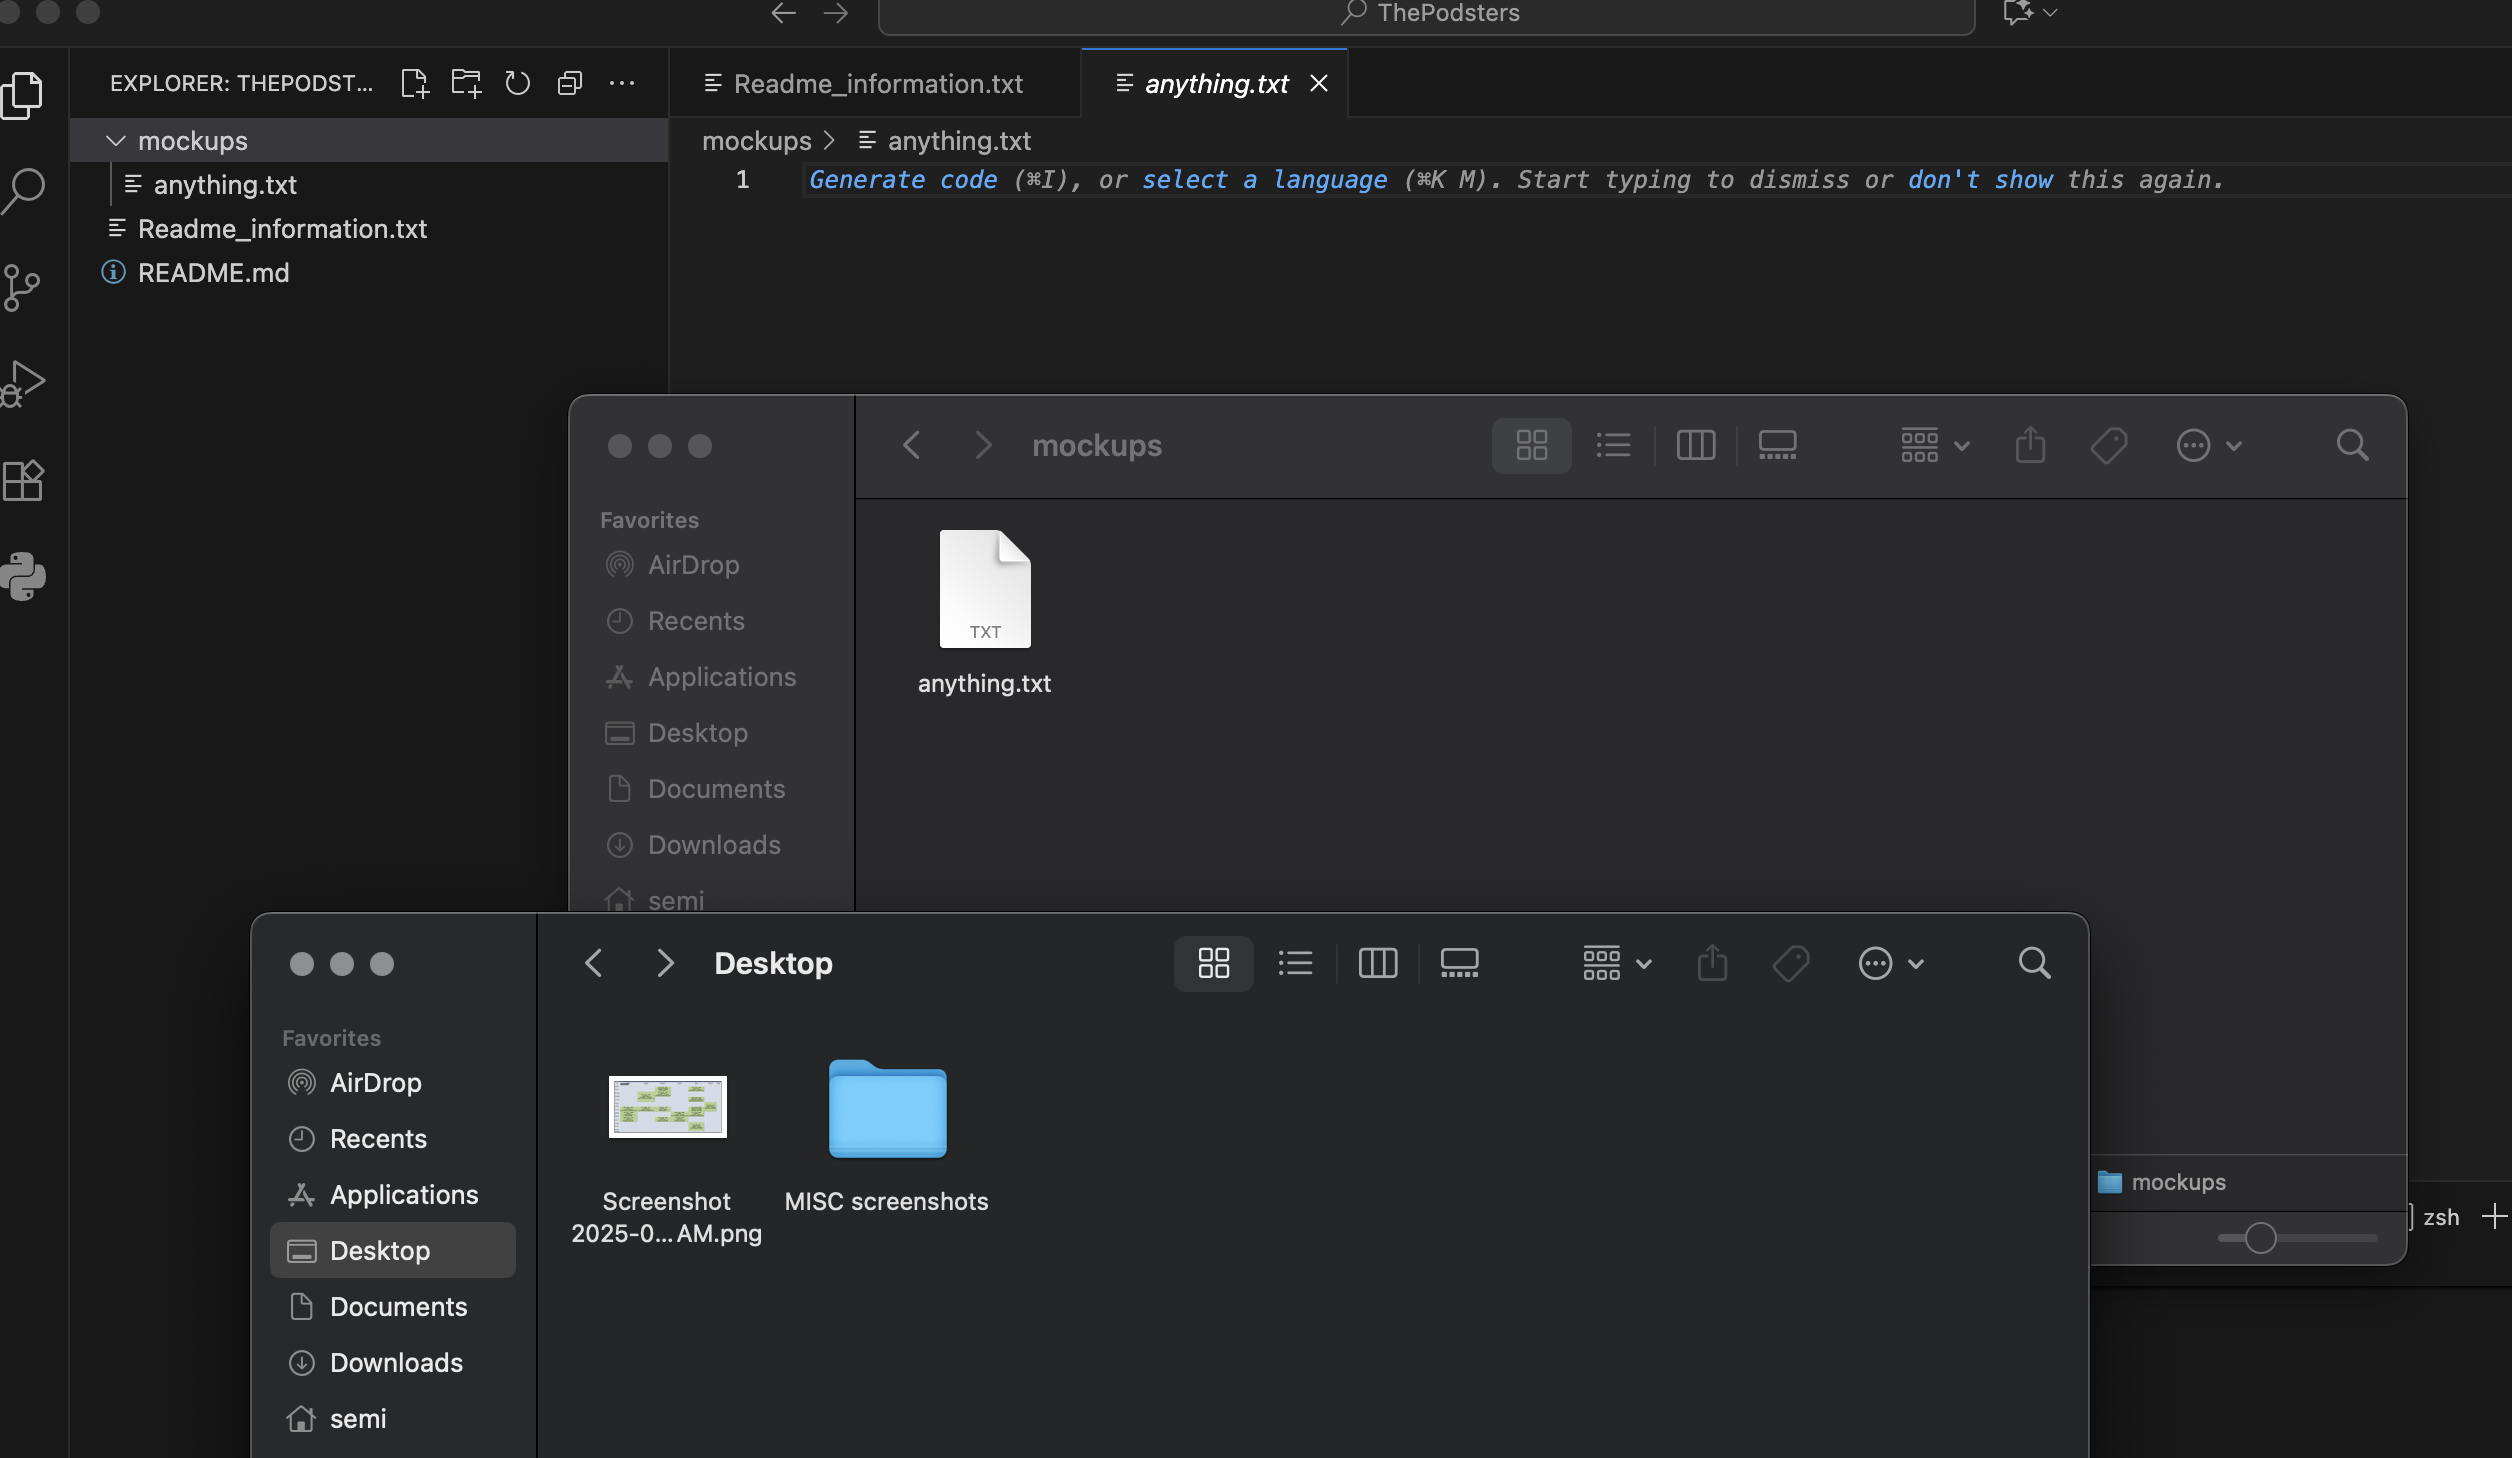 ThePodsters
EXPLORER: THEPODST...
mockups
anything.txt
Readme_information.txt
README.md
Readme_information.txt
anything.txt
mockups > anything.txt
1 Generate code (⌘I), or select a language (⌘K M). Start typing to dismiss or don't show this again.
mockups
Favorites
AirDrop
Recents
Applications
Desktop
Documents
Downloads
semi
TXT
anything.txt
mockups
zsh
Desktop
Favorites
AirDrop
Recents
Applications
Desktop
Documents
Downloads
semi
Screenshot
2025-0...AM.png
MISC screenshots